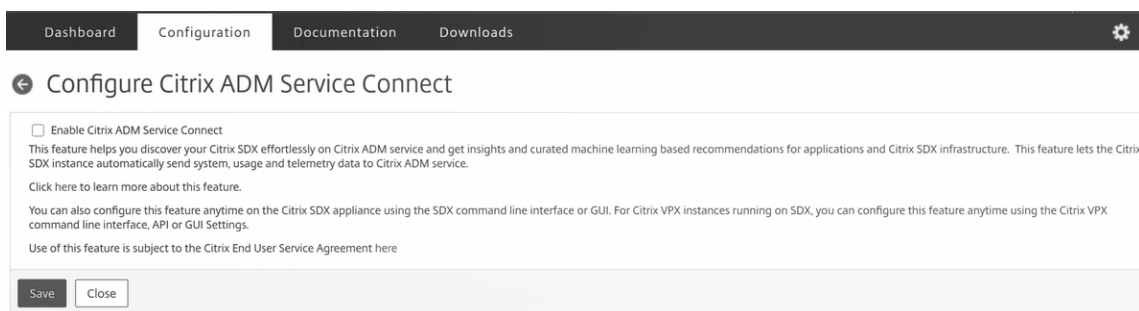 Dashboard Configuration Documentation Downloads
Configure Citrix ADM Service Connect
Enable Citrix ADM Service Connect
This feature helps you discover your Citrix SDX effortlessly on Citrix ADM service and get insights and curated machine learning based recommendations for applications and Citrix SDX infrastructure. This feature lets the Citrix
SDX instance automatically send system, usage and telemetry data to Citrix ADM service.
Click here to learn more about this feature.
You can also configure this feature anytime on the Citrix SDX appliance using the SDX command line interface or GUI. For Citrix VPX instances running on SDX, you can configure this feature anytime using the Citrix VPX
command line interface, API or GUI Settings.
Use of this feature is subject to the Citrix End User Service Agreement here
Save Close